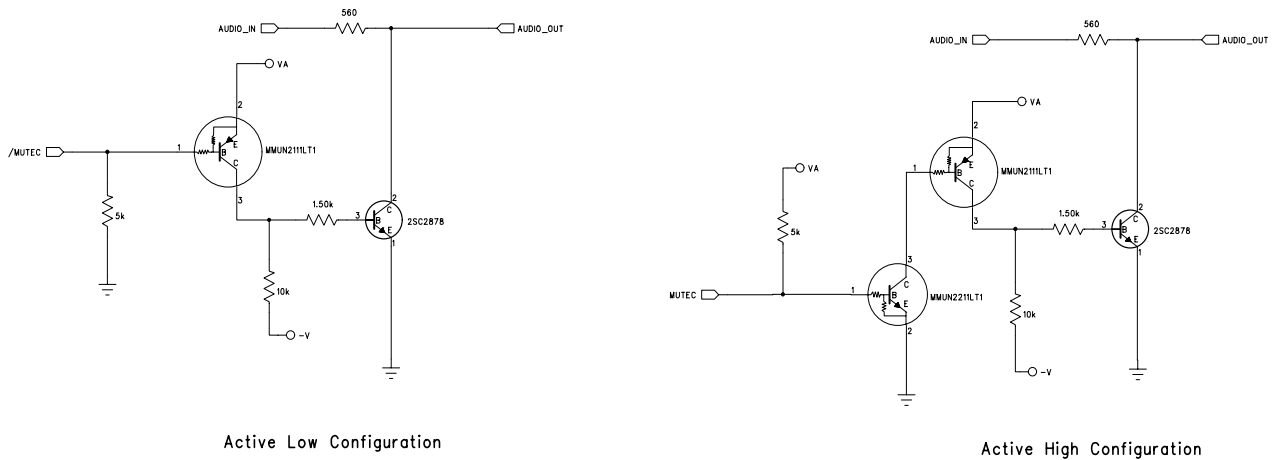 560
AUDIO_IN
AUDIO_OUT
VA
2
E
B
C
1
MMUN2111LT1
/MUTEC
3
5k
1.50k
3
B
C
E
2
1
2SC2878
10k
-V
Active Low Configuration
560
AUDIO_IN
AUDIO_OUT
VA
2
E
B
C
1
MMUN2111LT1
VA
3
5k
1.50k
3
B
C
E
2
1
2SC2878
3
C
B
E
1
2
MMUN2211LT1
MUTEC
10k
-V
Active High Configuration